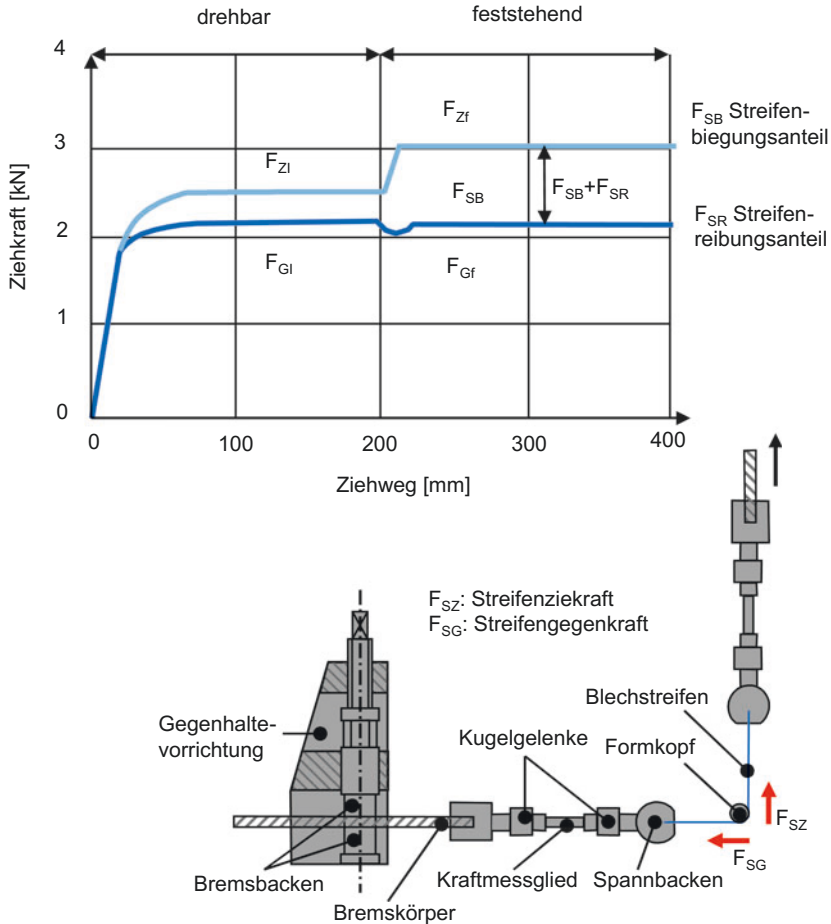 drehbar
feststehend
4
3
2
1
0
Ziehkraft [kN]
F_Zl
F_Zf
F_SB
F_SB+F_SR
F_Gl
F_Gf
F_SB Streifen-
biegungsanteil
F_SR Streifen-
reibungsanteil
0
100
200
300
400
Ziehweg [mm]
F_SZ: Streifenziekraft
F_SG: Streifengegenkraft
Gegenhalte-
vorrichtung
Kugelgelenke
Blechstreifen
Formkopf
F_SZ
F_SG
Bremsbacken
Bremskörper
Kraftmessglied
Spannbacken